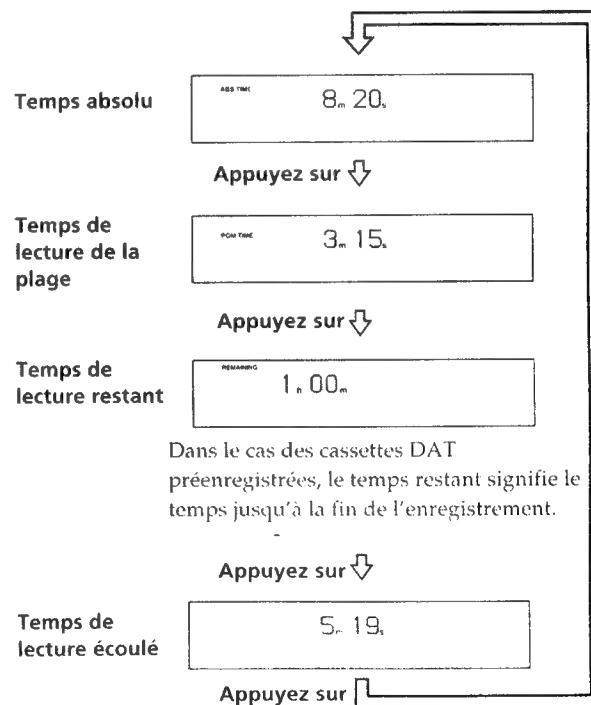 Temps absolu
ABS TIME
8m 20s
Appuyez sur
Temps de
lecture de la
plage
PGM TIME
3m 15s
Appuyez sur
Temps de
lecture restant
REMAINING
1h 00m
Dans le cas des cassettes DAT
préenregistrées, le temps restant signifie le
temps jusqu'à la fin de l'enregistrement.
Appuyez sur
Temps de
lecture écoulé
5m 19s
Appuyez sur